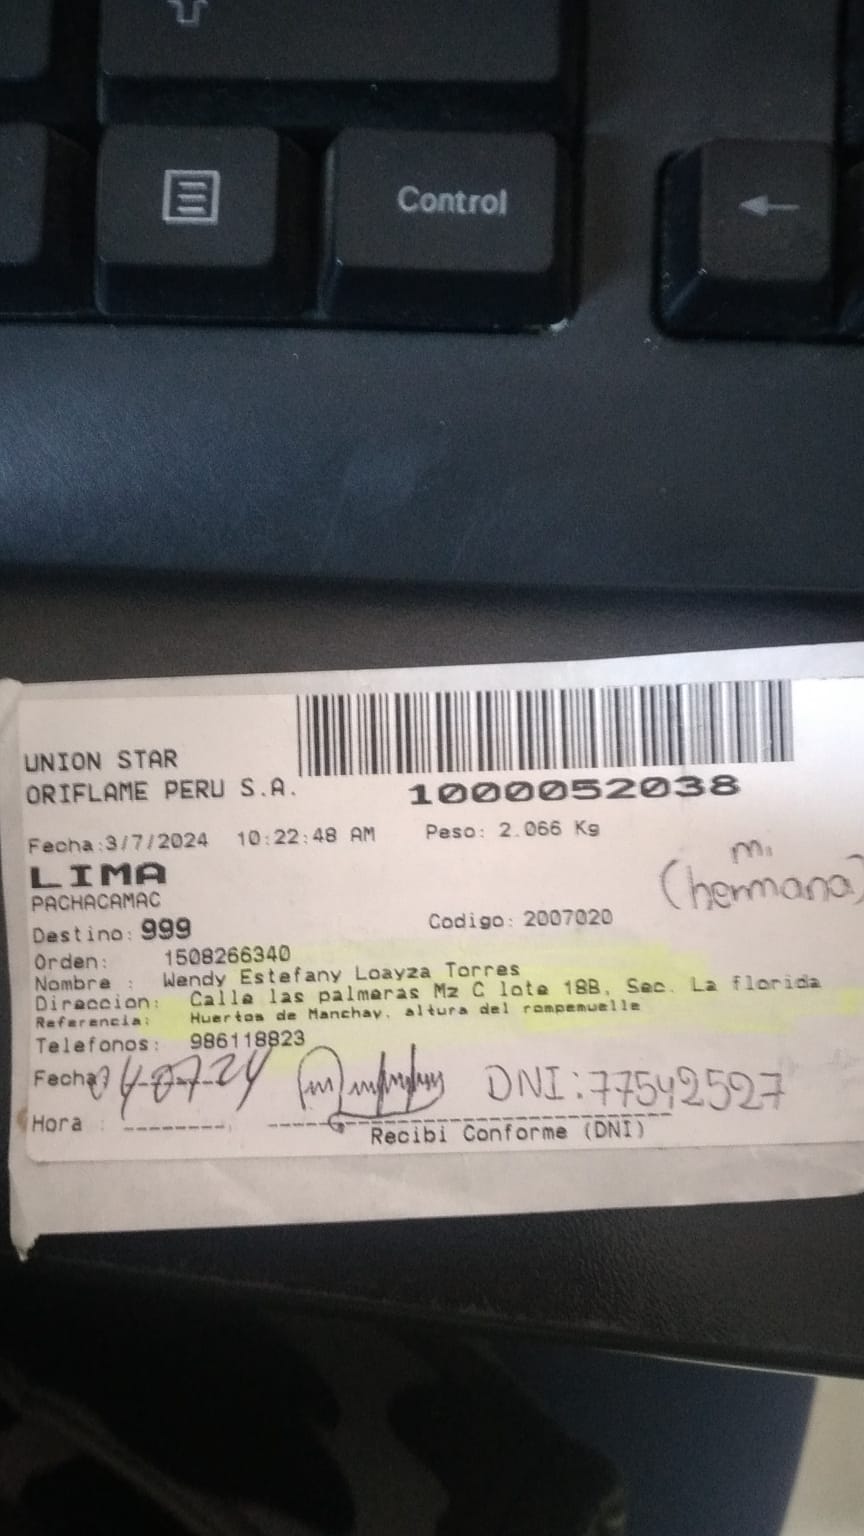 Control
UNION STAR
ORIFLAME PERU S.A.
1000052038
Fecha:3/7/2024 10:22:48 AM Peso: 2.066 Kg
LIMA
PACHACAMAC
(hermana)
Destino: 999 Codigo: 2007020
Orden: 1508266340
Nombre : Wendy Estefany Loayza Torres
Direccion: Calle las palmeras Mz C lote 18B, Sec. La florida
Referencia: Huertos de Manchay, altura del rompemuelle
Telefonos: 986118823
Fecha 04-07-24 DNI:77542527
Hora :
Recibi Conforme (DNI)